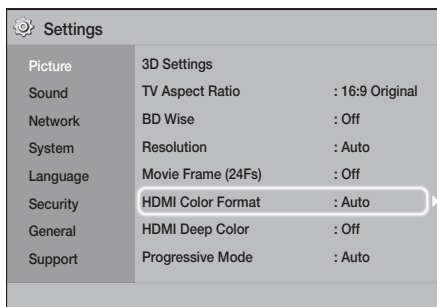 Settings
Picture
Sound
Network
System
Language
Security
General
Support
3D Settings
TV Aspect Ratio : 16:9 Original
BD Wise : Off
Resolution : Auto
Movie Frame (24Fs) : Off
HDMI Color Format : Auto
HDMI Deep Color : Off
Progressive Mode : Auto